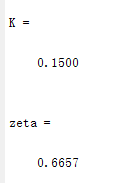 K =
0.1500
zeta =
0.6657